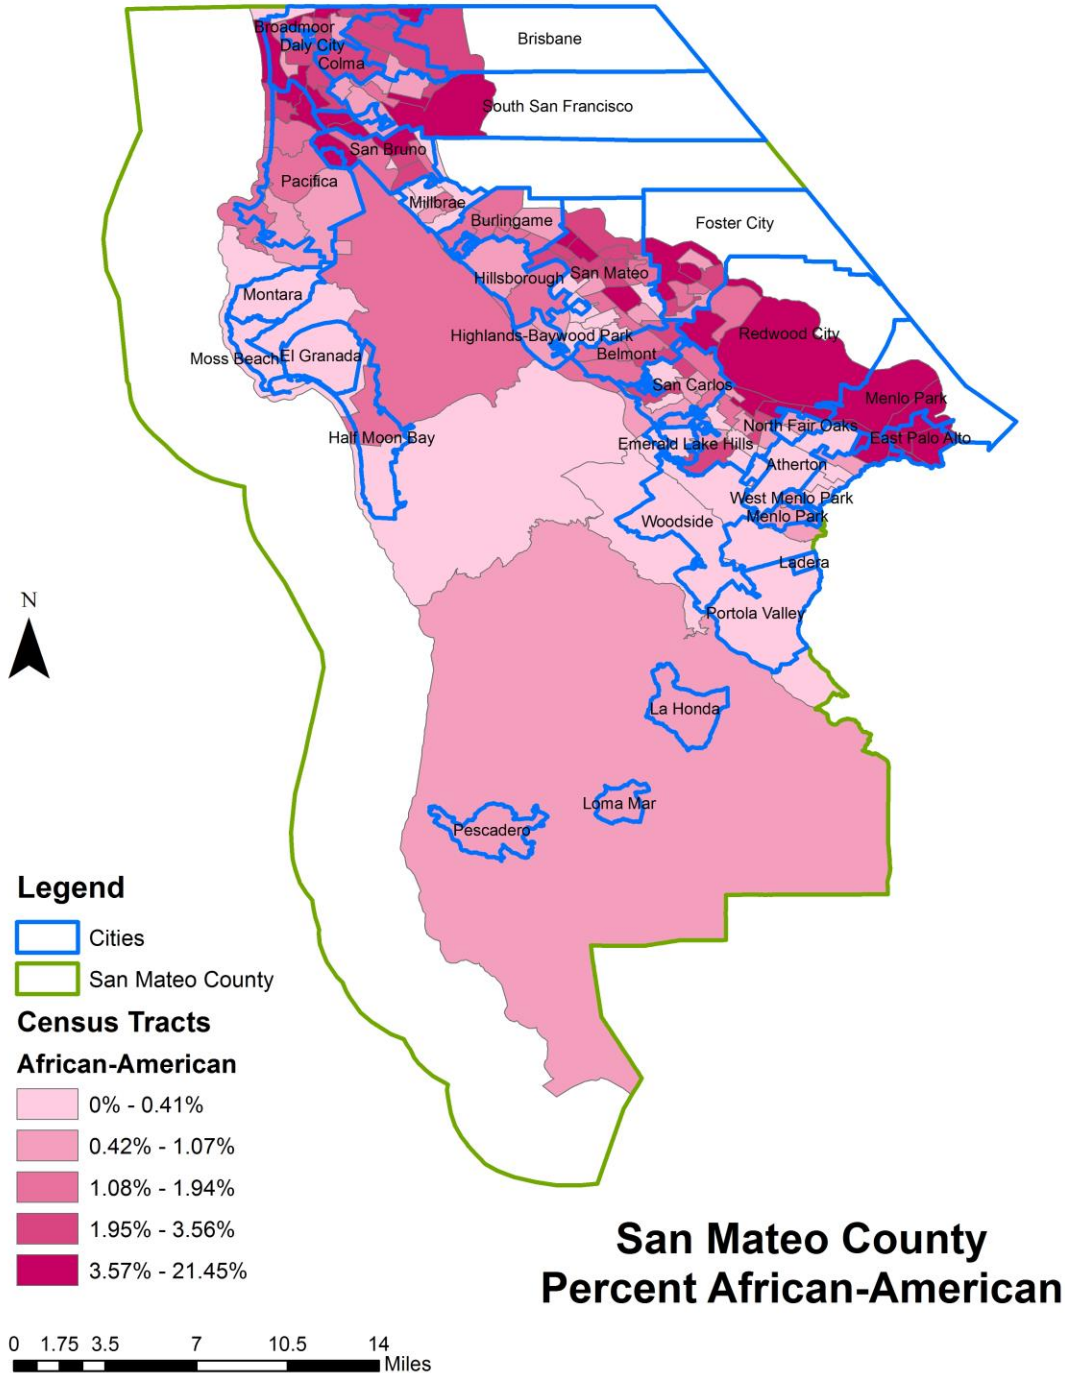 Broadmoor
Brisbane
Daly City
Colma
South San Francisco
San Bruno
Pacifica
Millbrae
Burlingame
Foster City
Hillsborough
San Mateo
Montara
Highlands-Baywood Park
Redwood City
Moss Beach
El Granada
Belmont
San Carlos
Menlo Park
North Fair Oaks
Half Moon Bay
Emerald Lake Hills
East Palo Alto
Atherton
West Menlo Park
Menlo Park
Woodside
Ladera
Portola Valley
N
La Honda
Loma Mar
Pescadero
Legend
Cities
San Mateo County
Census Tracts
African-American
0% - 0.41%
0.42% - 1.07%
1.08% - 1.94%
1.95% - 3.56%
3.57% - 21.45%
San Mateo County
Percent African-American
0 1.75 3.5 7 10.5 14
Miles